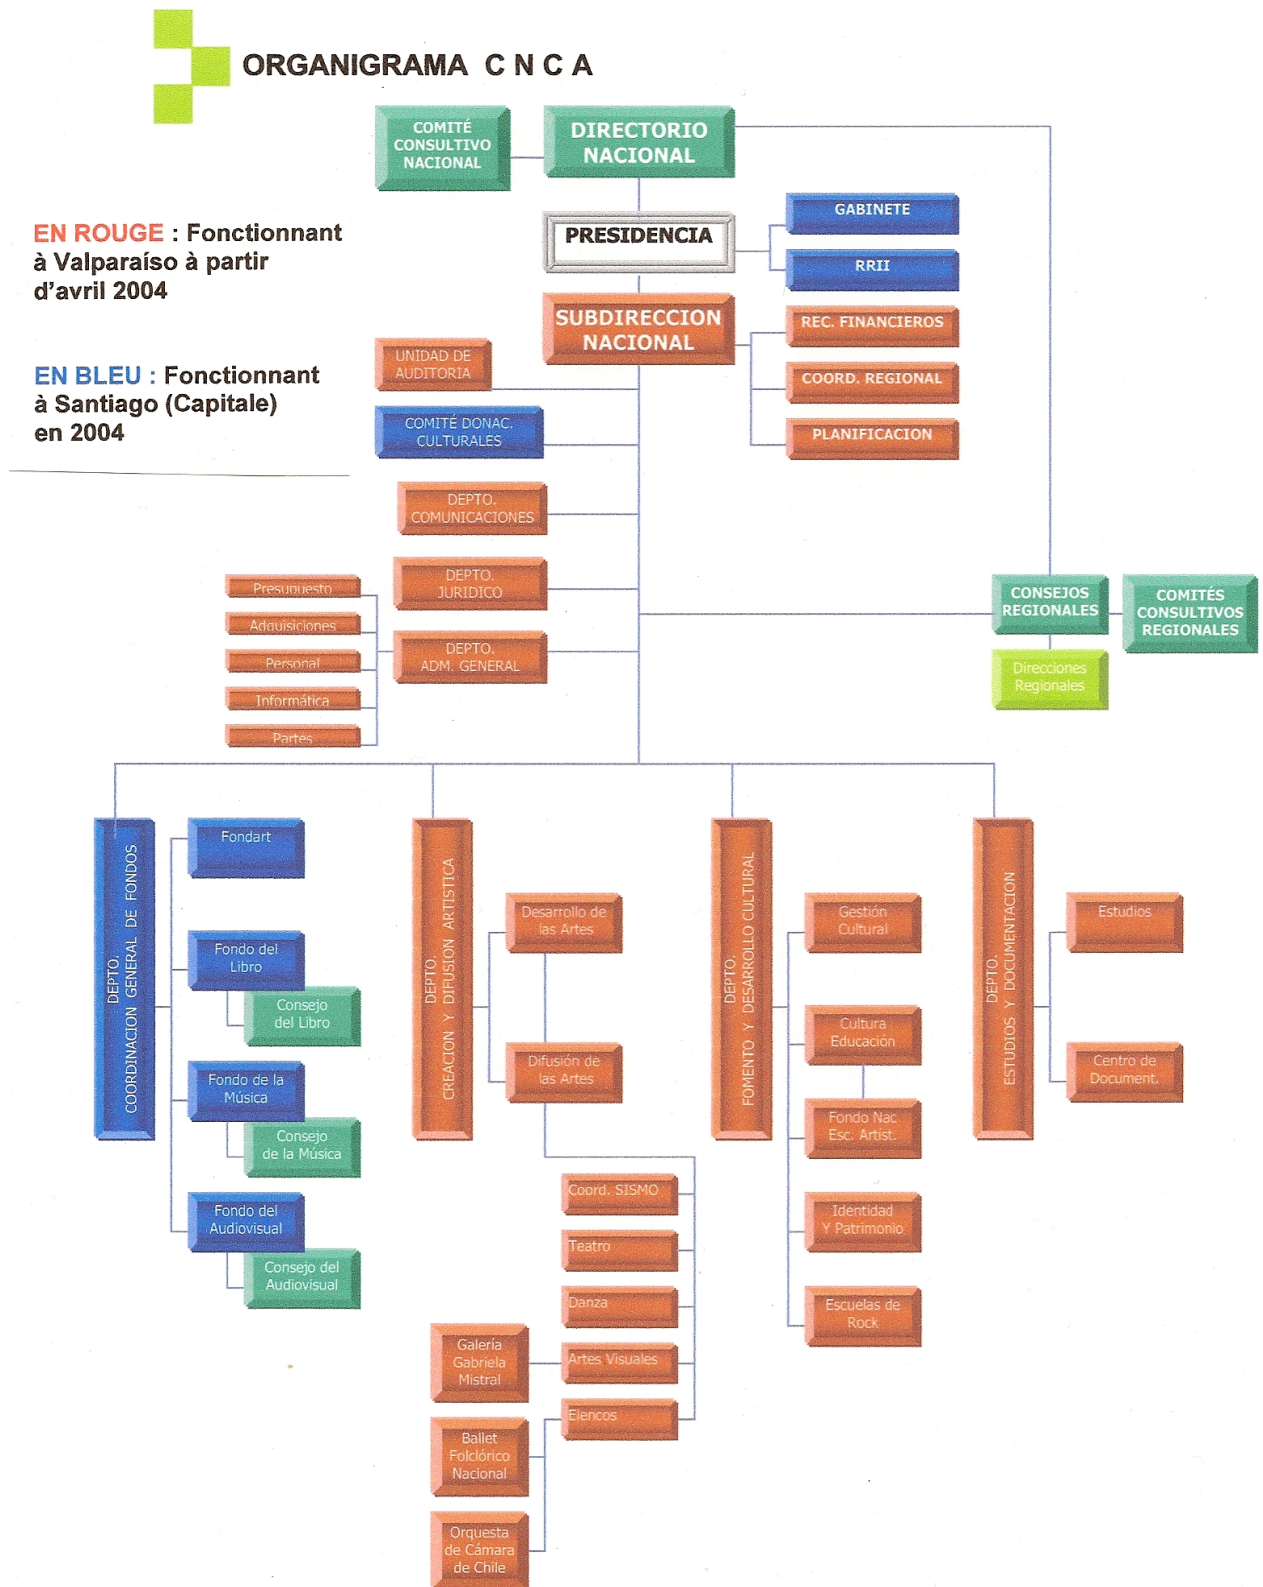 ORGANIGRAMA C N C A
COMITÉ
CONSULTIVO
NACIONAL
DIRECTORIO
NACIONAL
EN ROUGE : Fonctionnant
à Valparaíso à partir
d'avril 2004
PRESIDENCIA
GABINETE
RRII
SUBDIRECCION
NACIONAL
REC. FINANCIEROS
COORD. REGIONAL
PLANIFICACION
EN BLEU : Fonctionnant
à Santiago (Capitale)
en 2004
UNIDAD DE
AUDITORIA
COMITÉ DONAC.
CULTURALES
DEPTO.
COMUNICACIONES
DEPTO.
JURIDICO
DEPTO.
ADM. GENERAL
Presupuesto
Adquisiciones
Personal
Informática
Partes
CONSEJOS
REGIONALES
COMITÉS
CONSULTIVOS
REGIONALES
Direcciones
Regionales
DEPTO.
COORDINACION GENERAL DE FONDOS
Fondart
Fondo del
Libro
Consejo
del Libro
Fondo de la
Música
Consejo
de la Música
Fondo del
Audiovisual
Consejo del
Audiovisual
DEPTO.
CREACION Y DIFUSION ARTISTICA
Desarrollo de
las Artes
Difusión de
las Artes
Coord. SISMO
Teatro
Danza
Artes Visuales
Elencos
Galería
Gabriela
Mistral
Ballet
Folclórico
Nacional
Orquesta
de Cámara
de Chile
DEPTO.
FOMENTO Y DESARROLLO CULTURAL
Gestión
Cultural
Cultura
Educación
Fondo Nac
Esc. Artist.
Identidad
Y Patrimonio
Escuelas de
Rock
DEPTO.
ESTUDIOS Y DOCUMENTACION
Estudios
Centro de
Document.